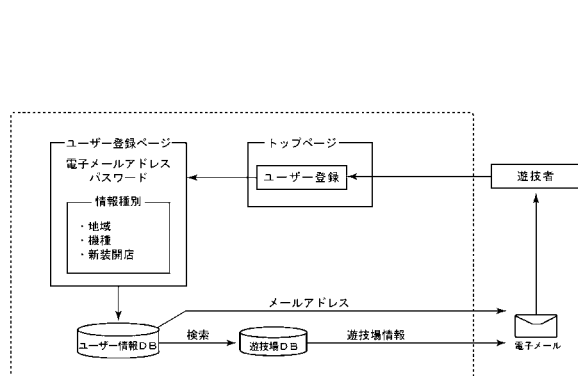 ユーザー登録ページ
電子メールアドレス
パスワード
情報種別
・地域
・機種
・新装開店
トップページ
ユーザー登録
遊技者
メールアドレス
ユーザー情報DB
検索
遊技場DB
遊技場情報
電子メール